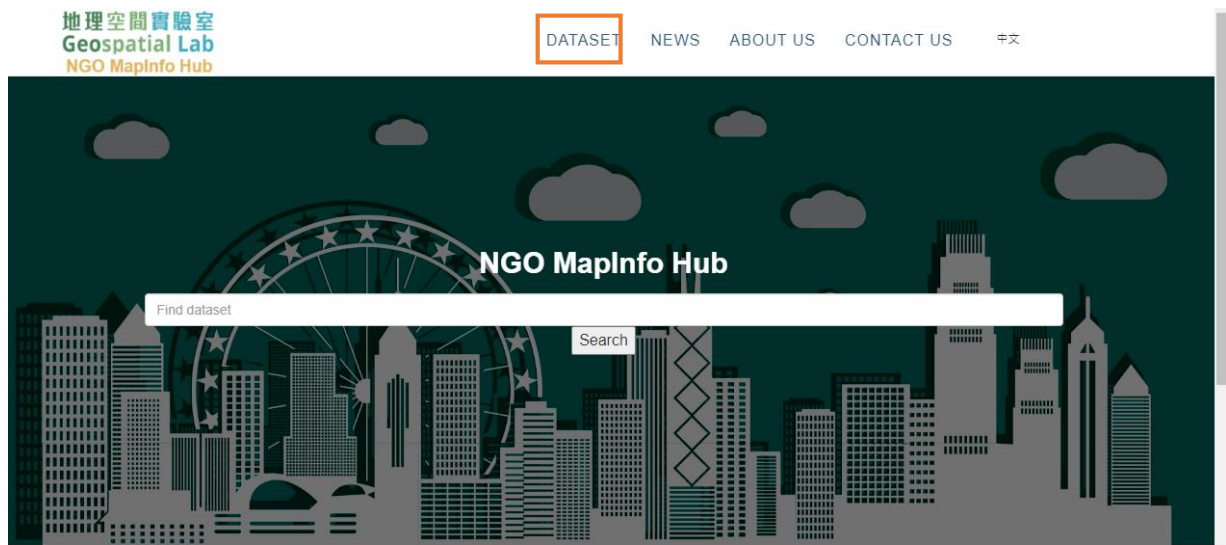 地理空間實驗室
Geospatial Lab
NGO MapInfo Hub
DATASET NEWS ABOUT US CONTACT US 中文
NGO MapInfo Hub
Find dataset
Search